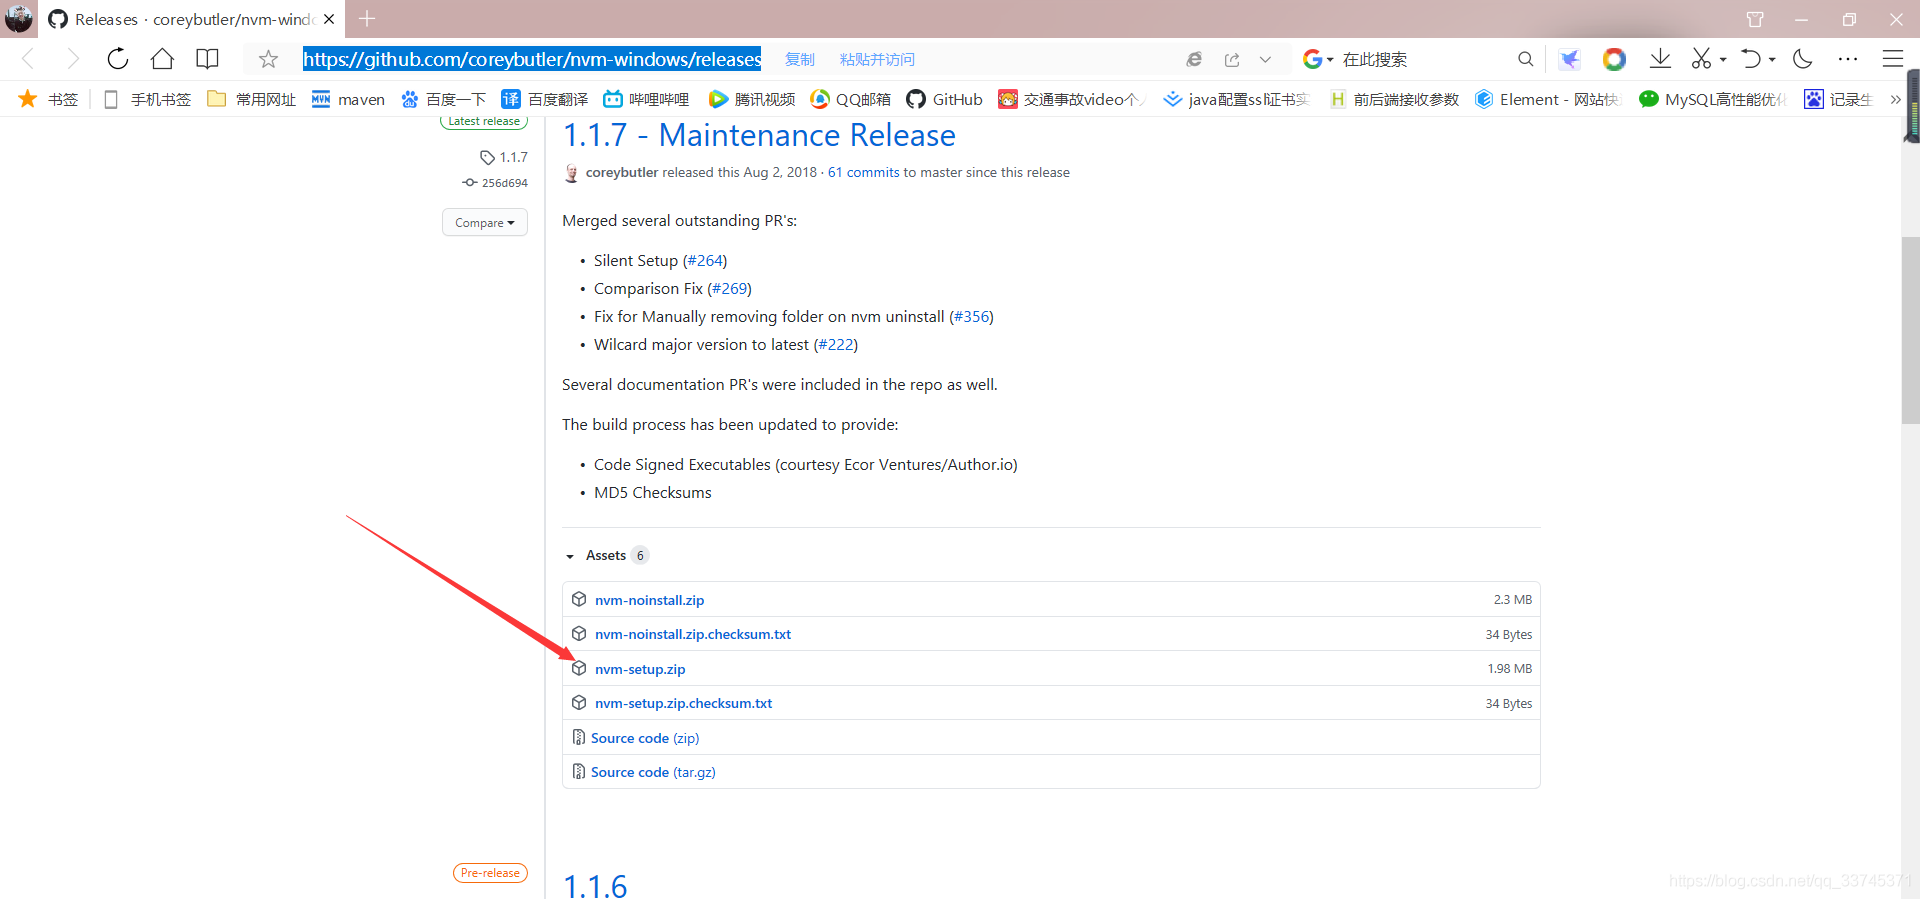 Releases · coreybutler/nvm-windo
https://github.com/coreybutler/nvm-windows/releases 复制 粘贴并访问 在此搜索
书签 手机书签 常用网址 MVN maven 百度一下 译 百度翻译 哔哩哔哩 腾讯视频 QQ邮箱 GitHub 交通事故video个人 java配置ssl证书实 H 前后端接收参数 Element - 网站快 MySQL高性能优化 记录生 »
Latest release
1.1.7
256d694
Compare
1.1.7 - Maintenance Release
coreybutler released this Aug 2, 2018 · 61 commits to master since this release
Merged several outstanding PR's:
• Silent Setup (#264)
• Comparison Fix (#269)
• Fix for Manually removing folder on nvm uninstall (#356)
• Wilcard major version to latest (#222)
Several documentation PR's were included in the repo as well.
The build process has been updated to provide:
• Code Signed Executables (courtesy Ecor Ventures/Author.io)
• MD5 Checksums
Assets 6
nvm-noinstall.zip 2.3 MB
nvm-noinstall.zip.checksum.txt 34 Bytes
nvm-setup.zip 1.98 MB
nvm-setup.zip.checksum.txt 34 Bytes
Source code (zip)
Source code (tar.gz)
Pre-release
1.1.6
https://blog.csdn.net/qq_33745371